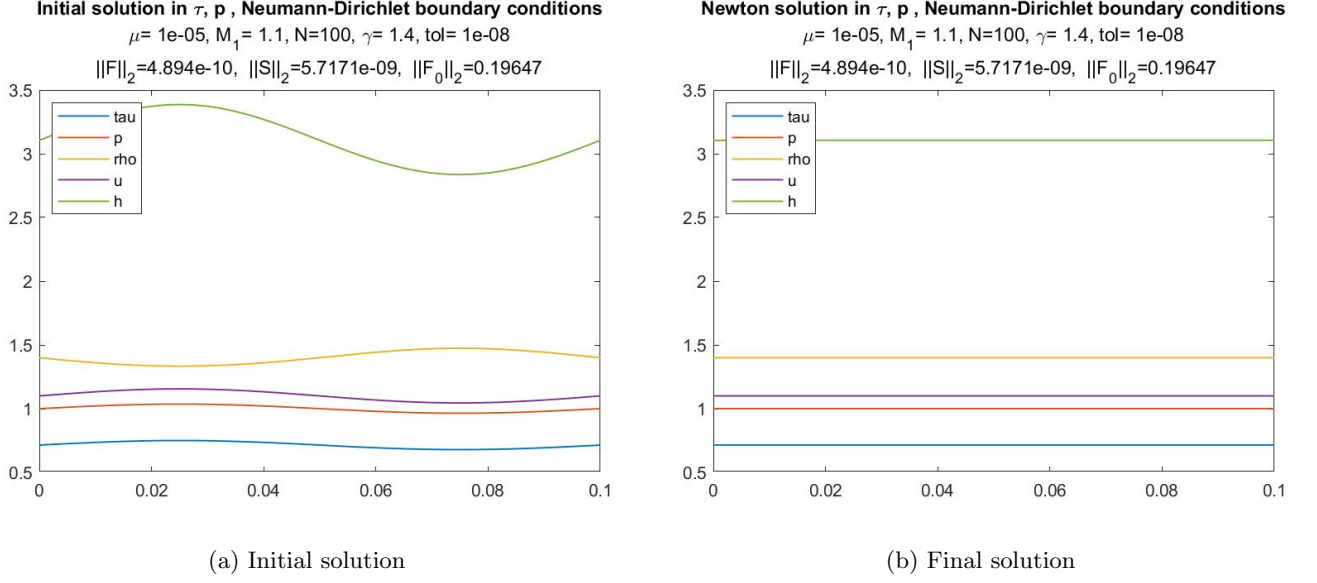 Initial solution in τ, p , Neumann-Dirichlet boundary conditions
μ= 1e-05, M₁= 1.1, N=100, γ= 1.4, tol= 1e-08
||F||₂=4.894e-10, ||S||₂=5.7171e-09, ||F₀||₂=0.19647
3.5
3
2.5
2
1.5
1
0.5
tau
p
rho
u
h
0 0.02 0.04 0.06 0.08 0.1
(a) Initial solution
Newton solution in τ, p , Neumann-Dirichlet boundary conditions
μ= 1e-05, M₁= 1.1, N=100, γ= 1.4, tol= 1e-08
||F||₂=4.894e-10, ||S||₂=5.7171e-09, ||F₀||₂=0.19647
3.5
3
2.5
2
1.5
1
0.5
tau
p
rho
u
h
0 0.02 0.04 0.06 0.08 0.1
(b) Final solution